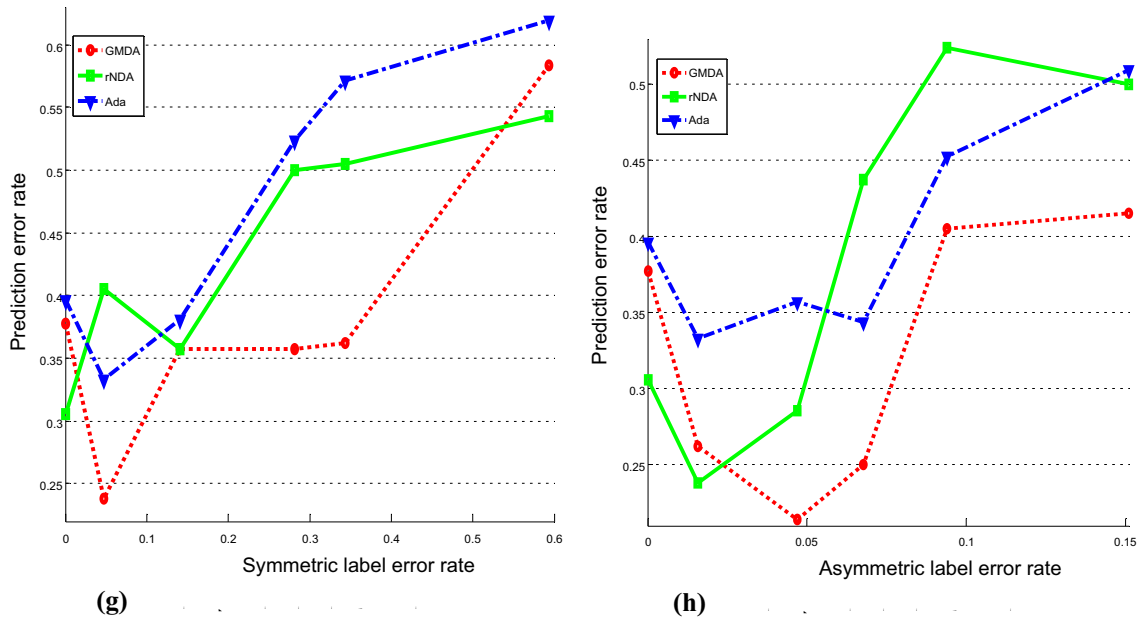 GMDA
rNDA
Ada
0.6
0.55
0.5
0.45
0.4
0.35
0.3
0.25
Prediction error rate
0 0.1 0.2 0.3 0.4 0.5 0.6
Symmetric label error rate
(g)
GMDA
rNDA
Ada
0.5
0.45
0.4
0.35
0.3
0.25
Prediction error rate
0 0.05 0.1 0.15
Asymmetric label error rate
(h)